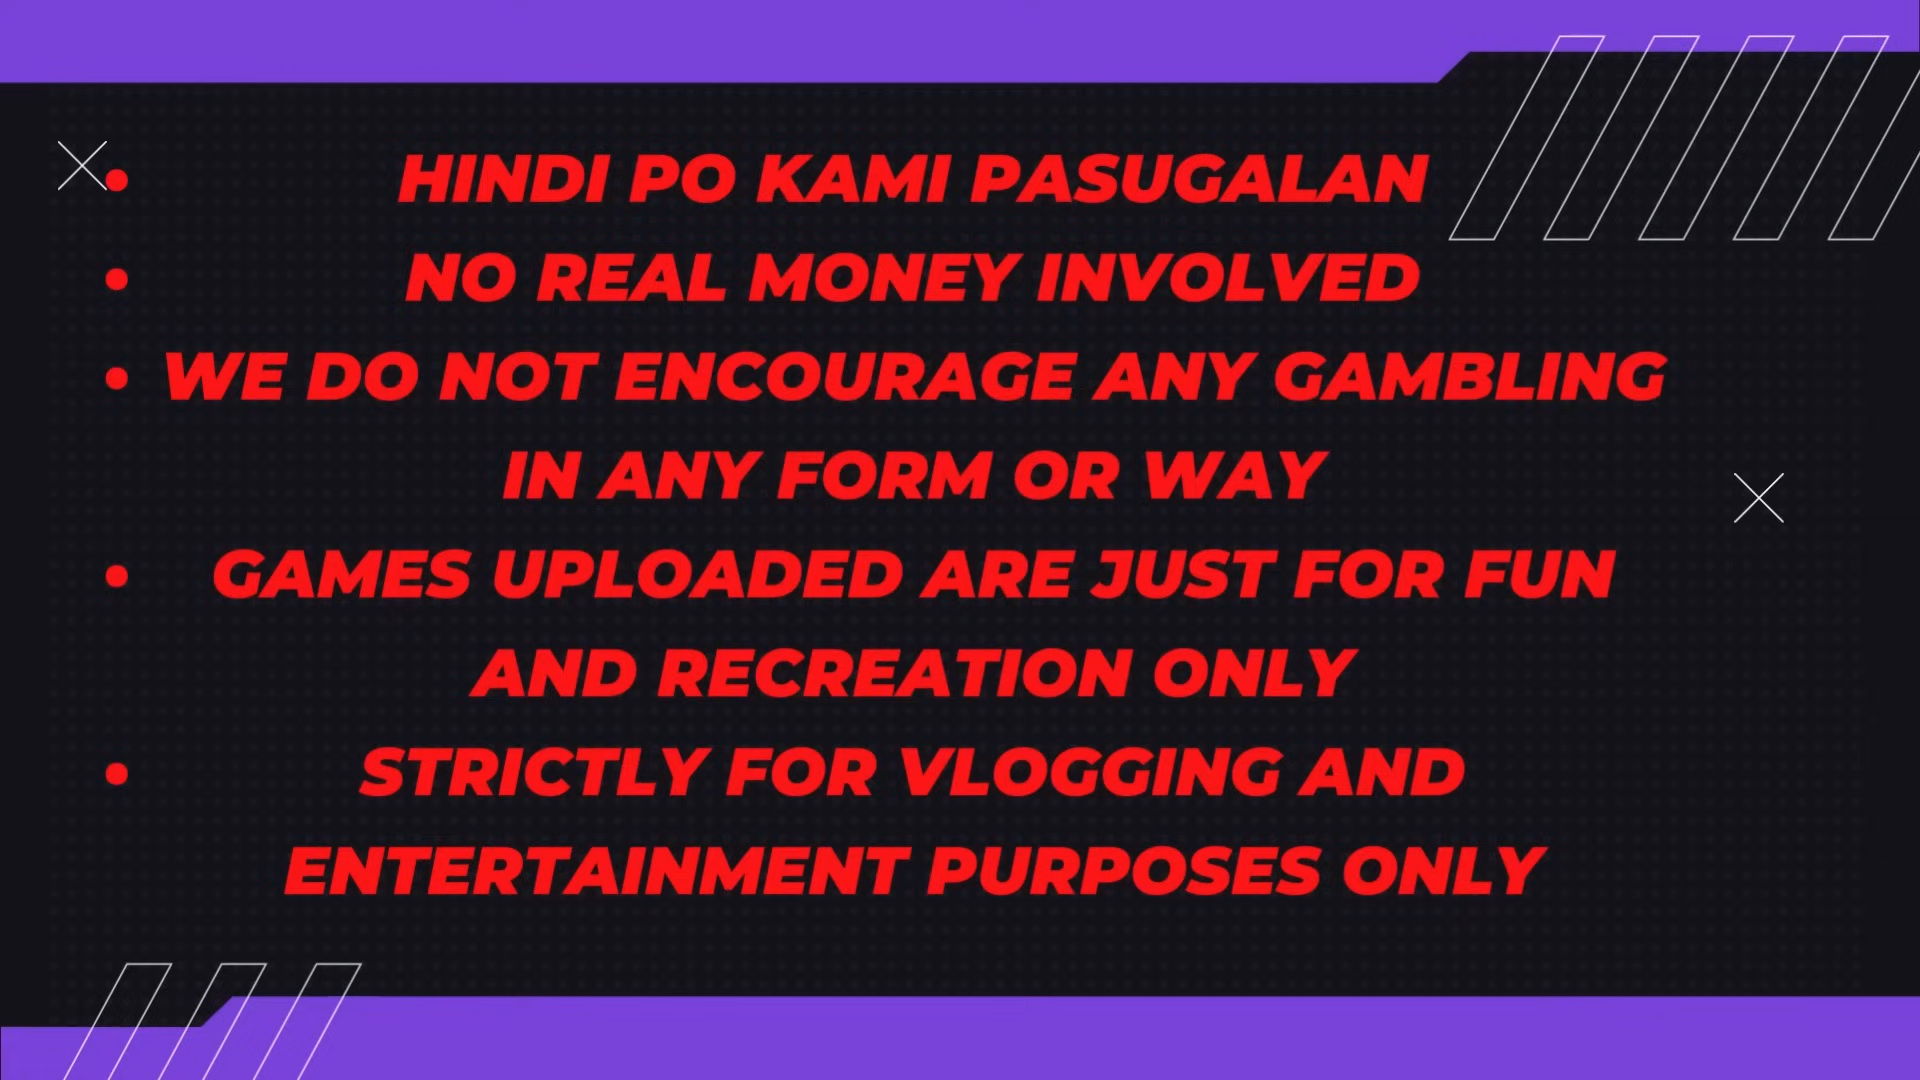 • HINDI PO KAMI PASUGALAN
• NO REAL MONEY INVOLVED
• WE DO NOT ENCOURAGE ANY GAMBLING
IN ANY FORM OR WAY
• GAMES UPLOADED ARE JUST FOR FUN
AND RECREATION ONLY
• STRICTLY FOR VLOGGING AND
ENTERTAINMENT PURPOSES ONLY